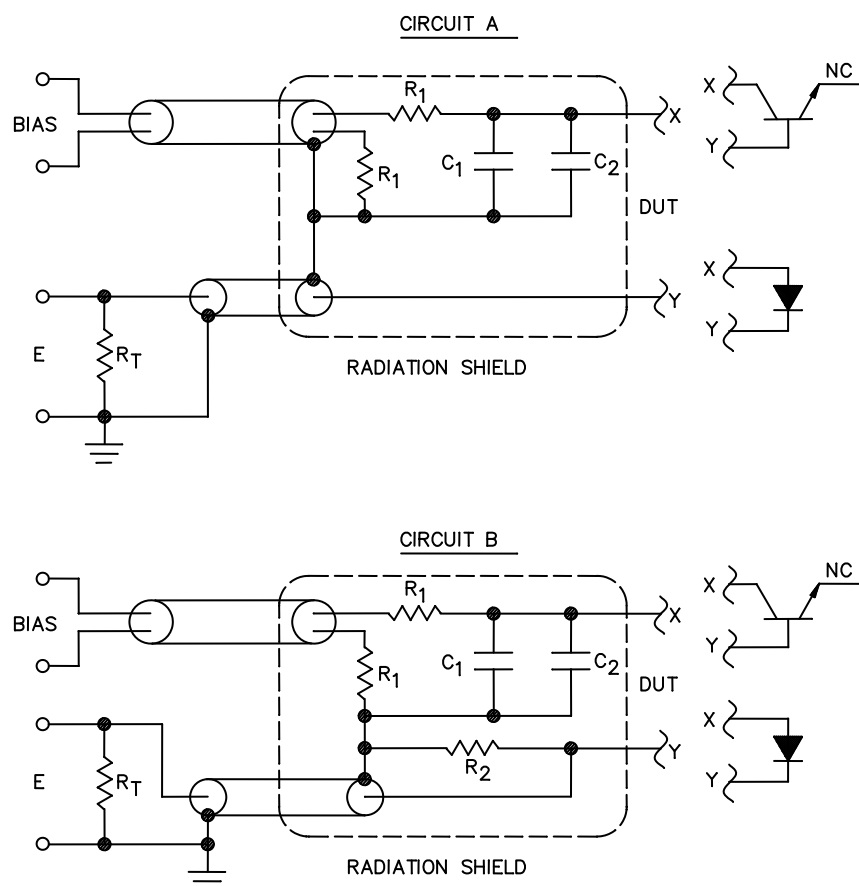 CIRCUIT A
BIAS
R1
R1
C1
C2
X
DUT
Y
E
RT
RADIATION SHIELD
X
Y
NC
X
Y
CIRCUIT B
BIAS
R1
R1
C1
C2
X
DUT
R2
Y
E
RT
RADIATION SHIELD
X
Y
NC
X
Y